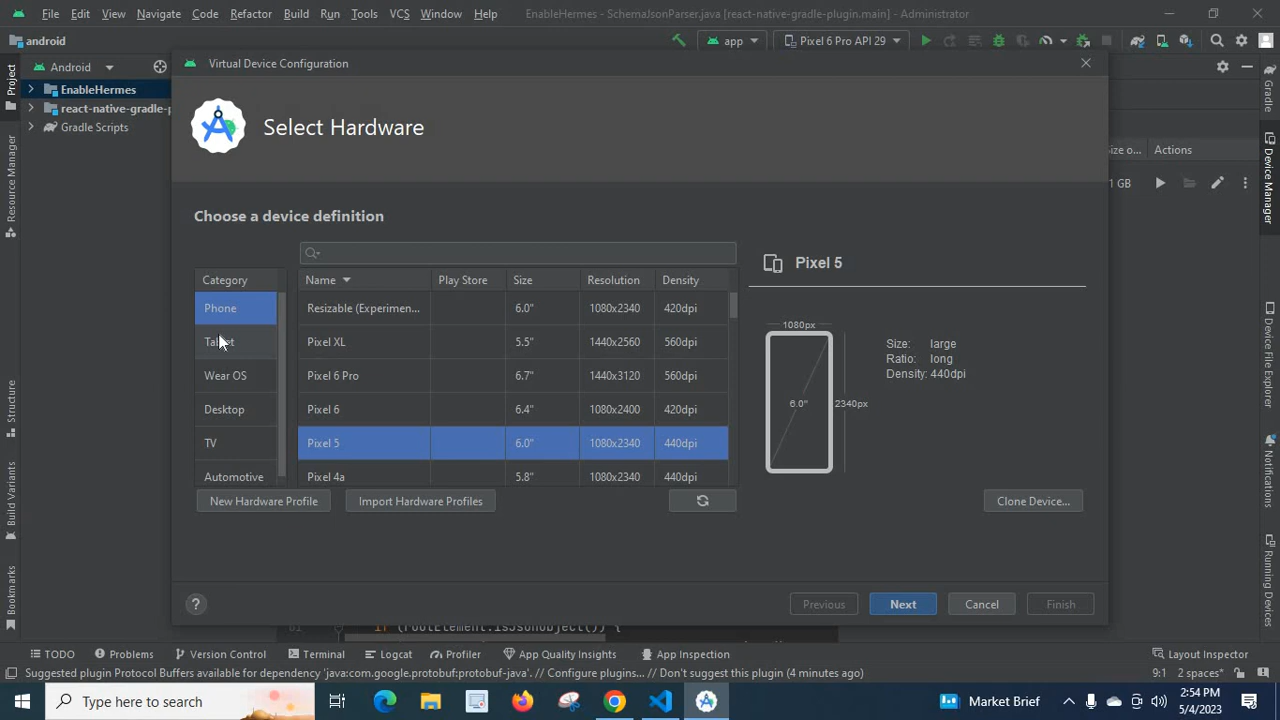 File Edit View Navigate Code Refactor Build Run Tools VCS Window Help EnableHermes - SchemaJsonParser.java [react-native-gradle-plugin.main] - Administrator
android app Pixel 6 Pro API 29
Android Virtual Device Configuration
EnableHermes
react-native-gradle-p
Gradle Scripts
Select Hardware
Size o... Actions
1 GB
Choose a device definition
Category Name Play Store Size Resolution Density
Phone Resizable (Experimen... 6.0" 1080x2340 420dpi
Tablet Pixel XL 5.5" 1440x2560 560dpi
Wear OS Pixel 6 Pro 6.7" 1440x3120 560dpi
Desktop Pixel 6 6.4" 1080x2400 420dpi
TV Pixel 5 6.0" 1080x2340 440dpi
Automotive Pixel 4a 5.8" 1080x2340 440dpi
New Hardware Profile Import Hardware Profiles
Pixel 5
1080px
6.0"
2340px
Size: large
Ratio: long
Density: 440dpi
Clone Device...
? Previous Next Cancel Finish
81 if (rootElement.isJsonObject()) {
Project
Resource Manager
Structure
Build Variants
Bookmarks
Gradle
Device Manager
Device File Explorer
Notifications
Running Devices
TODO Problems Version Control Terminal Logcat Profiler App Quality Insights App Inspection Layout Inspector
Suggested plugin Protocol Buffers available for dependency 'java:com.google.protobuf:protobuf-java'. // Configure plugins... // Don't suggest this plugin (4 minutes ago) 9:1 2 spaces*
Type here to search Market Brief 2:54 PM
5/4/2023